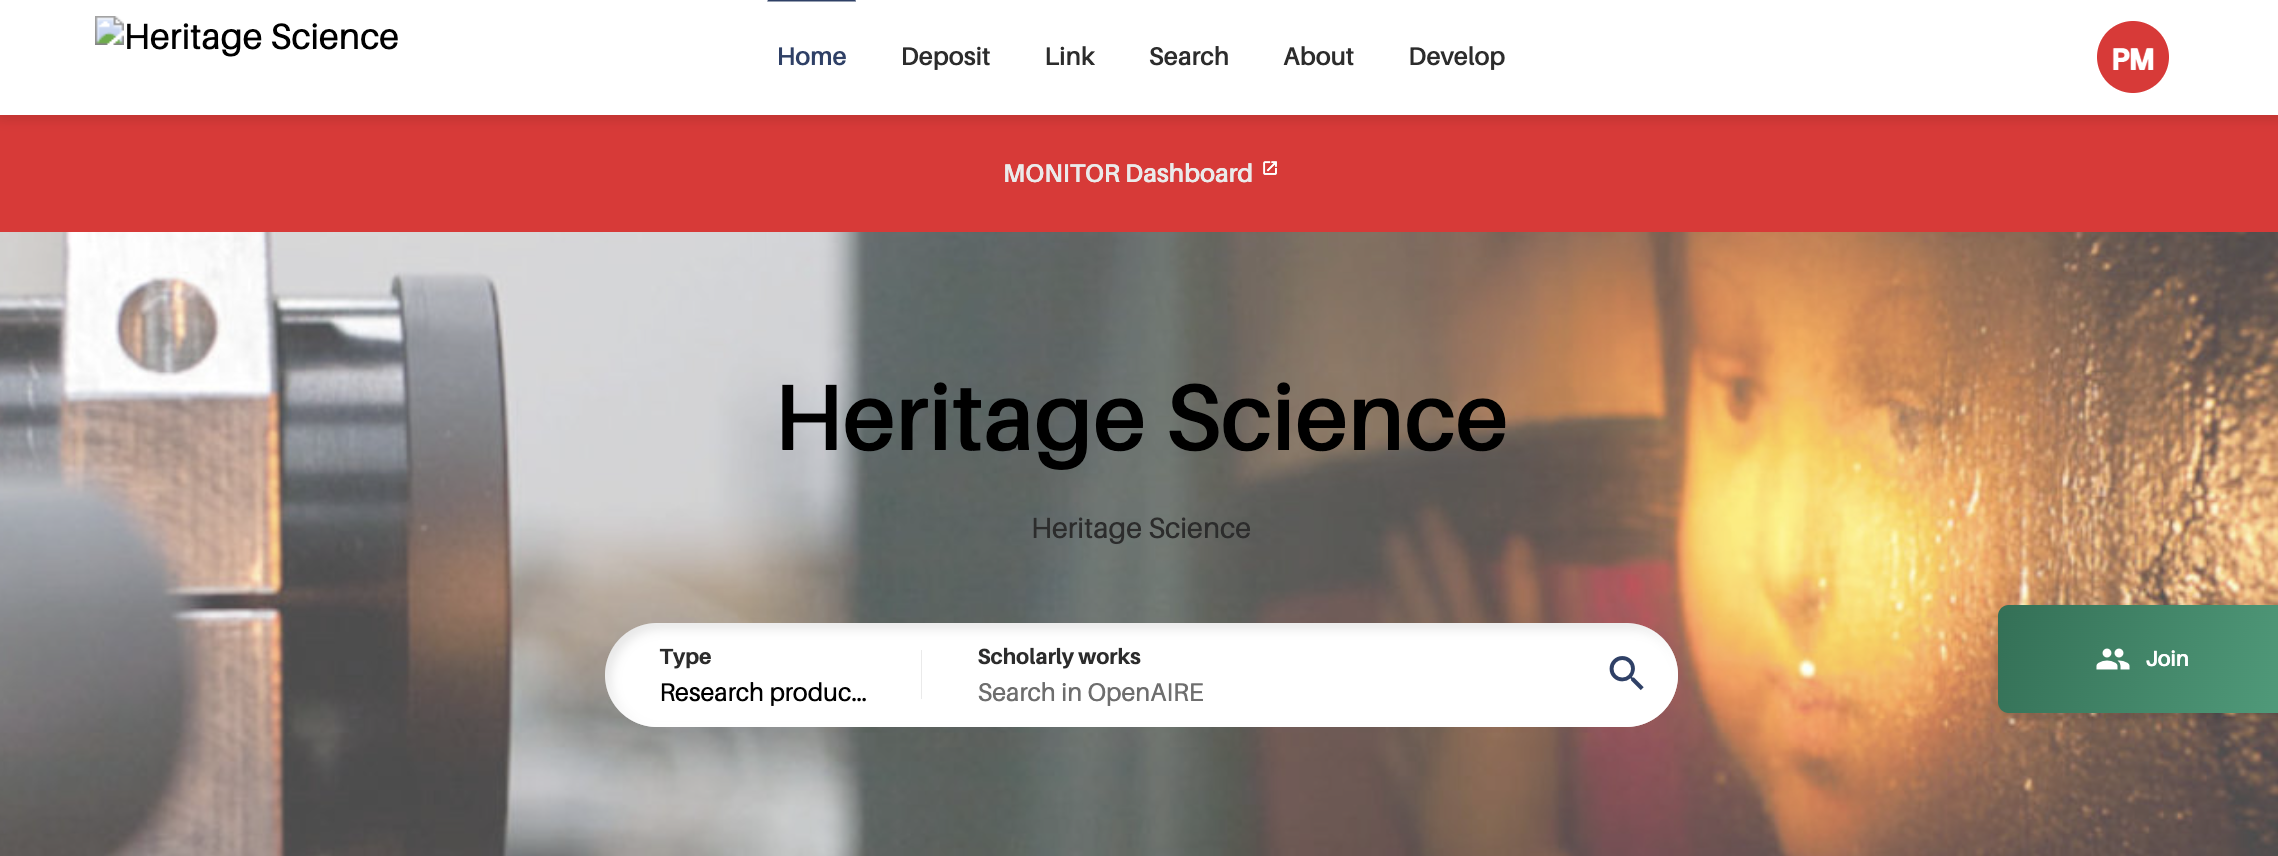 Heritage Science
Home Deposit Link Search About Develop
PM
MONITOR Dashboard
Heritage Science
Heritage Science
Type
Research produc...
Scholarly works
Search in OpenAIRE
Join